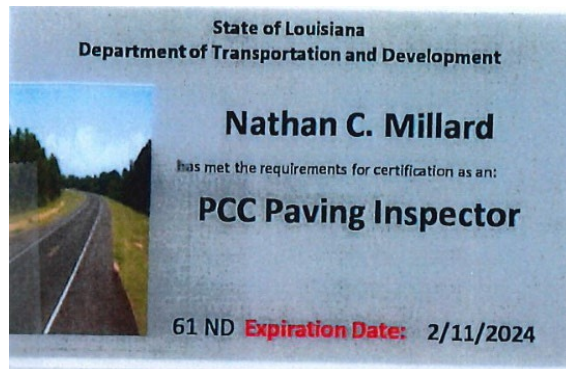 State of Louisiana
Department of Transportation and Development
Nathan C. Millard
has met the requirements for certification as an:
PCC Paving Inspector
61 ND Expiration Date: 2/11/2024